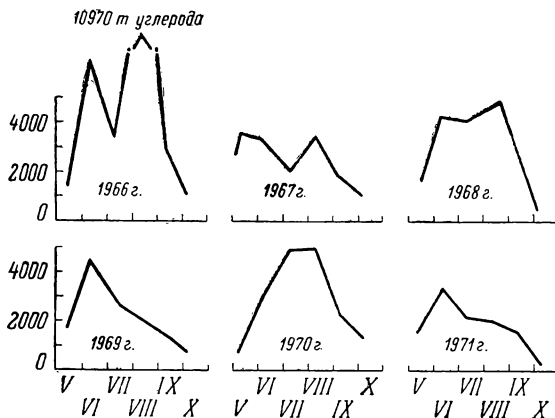 10970 т углерода
4000
2000
0
1966 г.
1967 г.
1968 г.
4000
2000
0
1969 г.
1970 г.
1971 г.
V VI VII VIII IX X
V VI VII VIII IX X
V VI VII VIII IX X